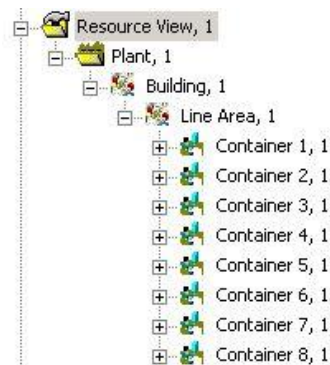 Resource View, 1
Plant, 1
Building, 1
Line Area, 1
Container 1, 1
Container 2, 1
Container 3, 1
Container 4, 1
Container 5, 1
Container 6, 1
Container 7, 1
Container 8, 1